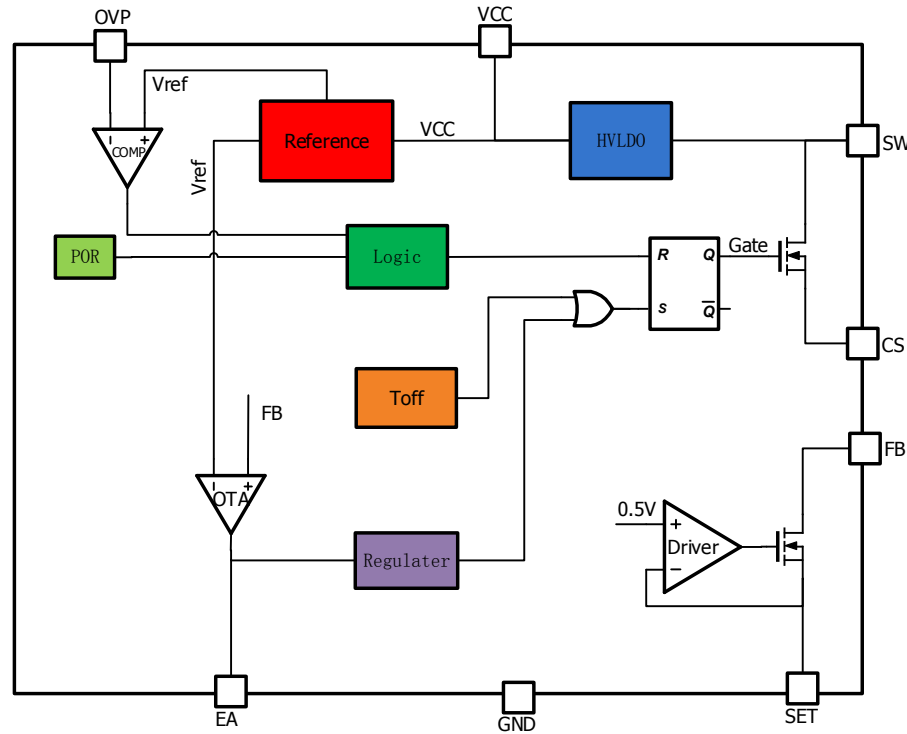 OVP
VCC
Vref
Reference
VCC
HVLDO
SW
- +
COMP
Vref
POR
Logic
R Q
Gate
S Q
CS
Toff
FB
FB
- +
OTA
0.5V
+
Driver
-
Regulater
EA
GND
SET